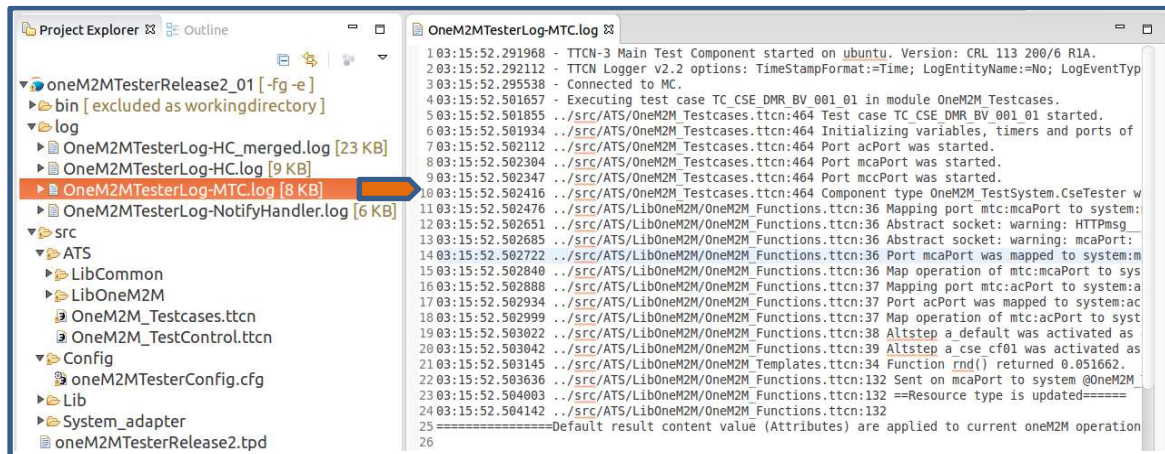 Project Explorer
Outline
oneM2MTesterRelease2_01 [ -fg -e ]
bin [ excluded as workingdirectory ]
log
OneM2MTesterLog-HC_merged.log [23 KB]
OneM2MTesterLog-HC.log [9 KB]
OneM2MTesterLog-MTC.log [8 KB]
OneM2MTesterLog-NotifyHandler.log [6 KB]
src
ATS
LibCommon
LibOneM2M
OneM2M_Testcases.ttcn
OneM2M_TestControl.ttcn
Config
oneM2MTesterConfig.cfg
Lib
System_adapter
oneM2MTesterRelease2.tpd
OneM2MTesterLog-MTC.log
1 03:15:52.291968 - TTCN-3 Main Test Component started on ubuntu. Version: CRL 113 200/6 R1A.
2 03:15:52.292112 - TTCN Logger v2.2 options: TimeStampFormat:=Time; LogEntityName:=No; LogEventTyp
3 03:15:52.295538 - Connected to MC.
4 03:15:52.501657 - Executing test case TC_CSE_DMR_BV_001_01 in module OneM2M_Testcases.
5 03:15:52.501855 ../src/ATS/OneM2M_Testcases.ttcn:464 Test case TC_CSE_DMR_BV_001_01 started.
6 03:15:52.501934 ../src/ATS/OneM2M_Testcases.ttcn:464 Initializing variables, timers and ports of
7 03:15:52.502112 ../src/ATS/OneM2M_Testcases.ttcn:464 Port acPort was started.
8 03:15:52.502304 ../src/ATS/OneM2M_Testcases.ttcn:464 Port mcaPort was started.
9 03:15:52.502347 ../src/ATS/OneM2M_Testcases.ttcn:464 Port mccPort was started.
10 03:15:52.502416 ../src/ATS/OneM2M_Testcases.ttcn:464 Component type OneM2M_TestSystem.CseTester w
11 03:15:52.502476 ../src/ATS/LibOneM2M/OneM2M_Functions.ttcn:36 Mapping port mtc:mcaPort to system:
12 03:15:52.502651 ../src/ATS/LibOneM2M/OneM2M_Functions.ttcn:36 Abstract socket: warning: HTTPmsg__
13 03:15:52.502685 ../src/ATS/LibOneM2M/OneM2M_Functions.ttcn:36 Abstract socket: warning: mcaPort:
14 03:15:52.502722 ../src/ATS/LibOneM2M/OneM2M_Functions.ttcn:36 Port mcaPort was mapped to system:m
15 03:15:52.502840 ../src/ATS/LibOneM2M/OneM2M_Functions.ttcn:36 Map operation of mtc:mcaPort to sys
16 03:15:52.502888 ../src/ATS/LibOneM2M/OneM2M_Functions.ttcn:37 Mapping port mtc:acPort to system:a
17 03:15:52.502934 ../src/ATS/LibOneM2M/OneM2M_Functions.ttcn:37 Port acPort was mapped to system:ac
18 03:15:52.502999 ../src/ATS/LibOneM2M/OneM2M_Functions.ttcn:37 Map operation of mtc:acPort to syst
19 03:15:52.503022 ../src/ATS/LibOneM2M/OneM2M_Functions.ttcn:38 Altstep a_default was activated as
20 03:15:52.503042 ../src/ATS/LibOneM2M/OneM2M_Functions.ttcn:39 Altstep a_cse_cf01 was activated as
21 03:15:52.503145 ../src/ATS/LibOneM2M/OneM2M_Templates.ttcn:34 Function rnd() returned 0.051662.
22 03:15:52.503636 ../src/ATS/LibOneM2M/OneM2M_Functions.ttcn:132 Sent on mcaPort to system @OneM2M_
23 03:15:52.504003 ../src/ATS/LibOneM2M/OneM2M_Functions.ttcn:132 ==Resource type is updated======
24 03:15:52.504142 ../src/ATS/LibOneM2M/OneM2M_Functions.ttcn:132
25 ================Default result content value (Attributes) are applied to current oneM2M operation
26